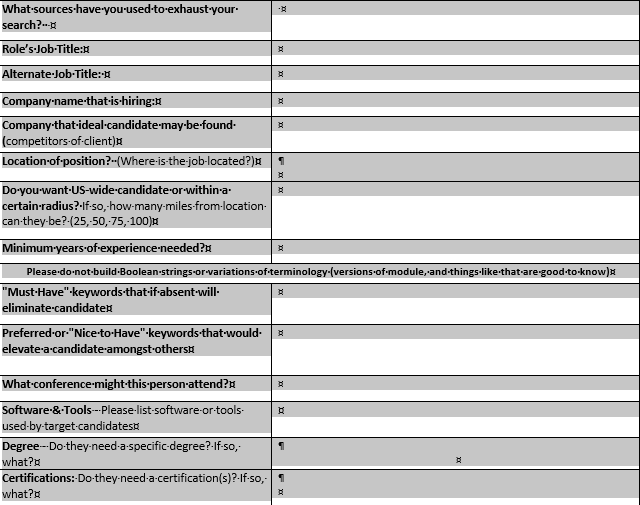 What sources have you used to exhaust your
search? -
Role's Job Title:
Alternate Job Title:
Company name that is hiring:
Company that ideal candidate may be found
(competitors of client)
Location of position? (Where is the job located?)
Do you want US-wide candidate or within a
certain radius? If so, how many miles from location
can they be? (25, 50, 75, 100)
Minimum years of experience needed?
Please do not build Boolean strings or variations of terminology (versions of module, and things like that are good to know)
"Must Have" keywords that if absent will
eliminate candidate
Preferred or "Nice to Have" keywords that would
elevate a candidate amongst others
What conference might this person attend?
Software & Tools – Please list software or tools
used by target candidates
Degree – Do they need a specific degree? If so,
what?
Certifications: Do they need a certification(s)? If so,
what?